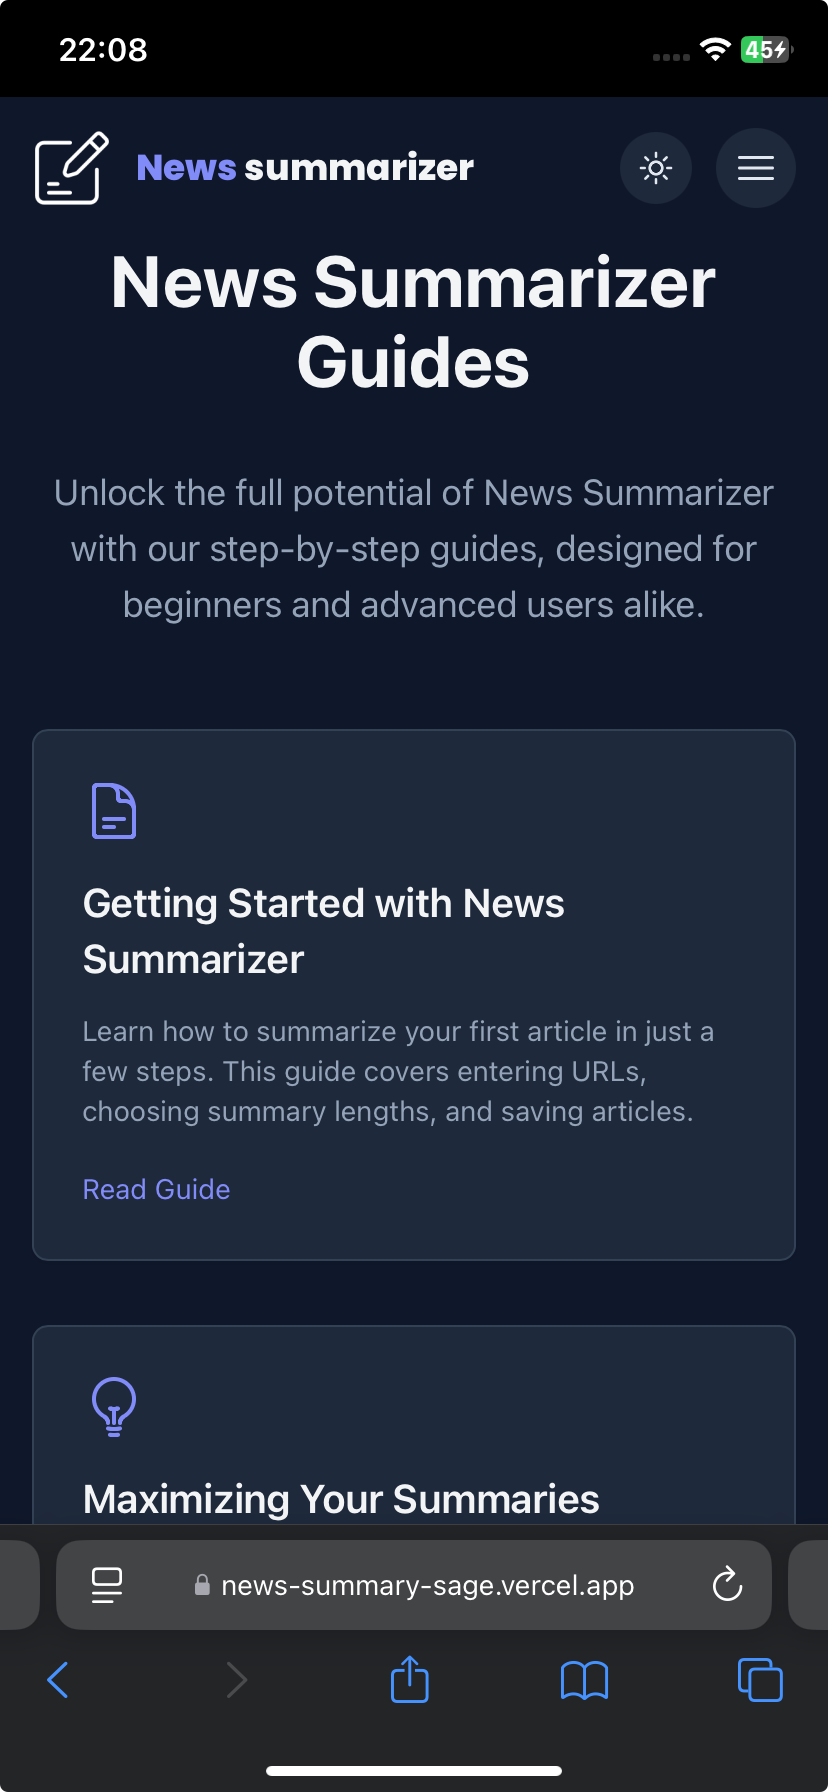 22:08
45
News summarizer
News Summarizer
Guides
Unlock the full potential of News Summarizer
with our step-by-step guides, designed for
beginners and advanced users alike.
Getting Started with News
Summarizer
Learn how to summarize your first article in just a
few steps. This guide covers entering URLs,
choosing summary lengths, and saving articles.
Read Guide
Maximizing Your Summaries
news-summary-sage.vercel.app